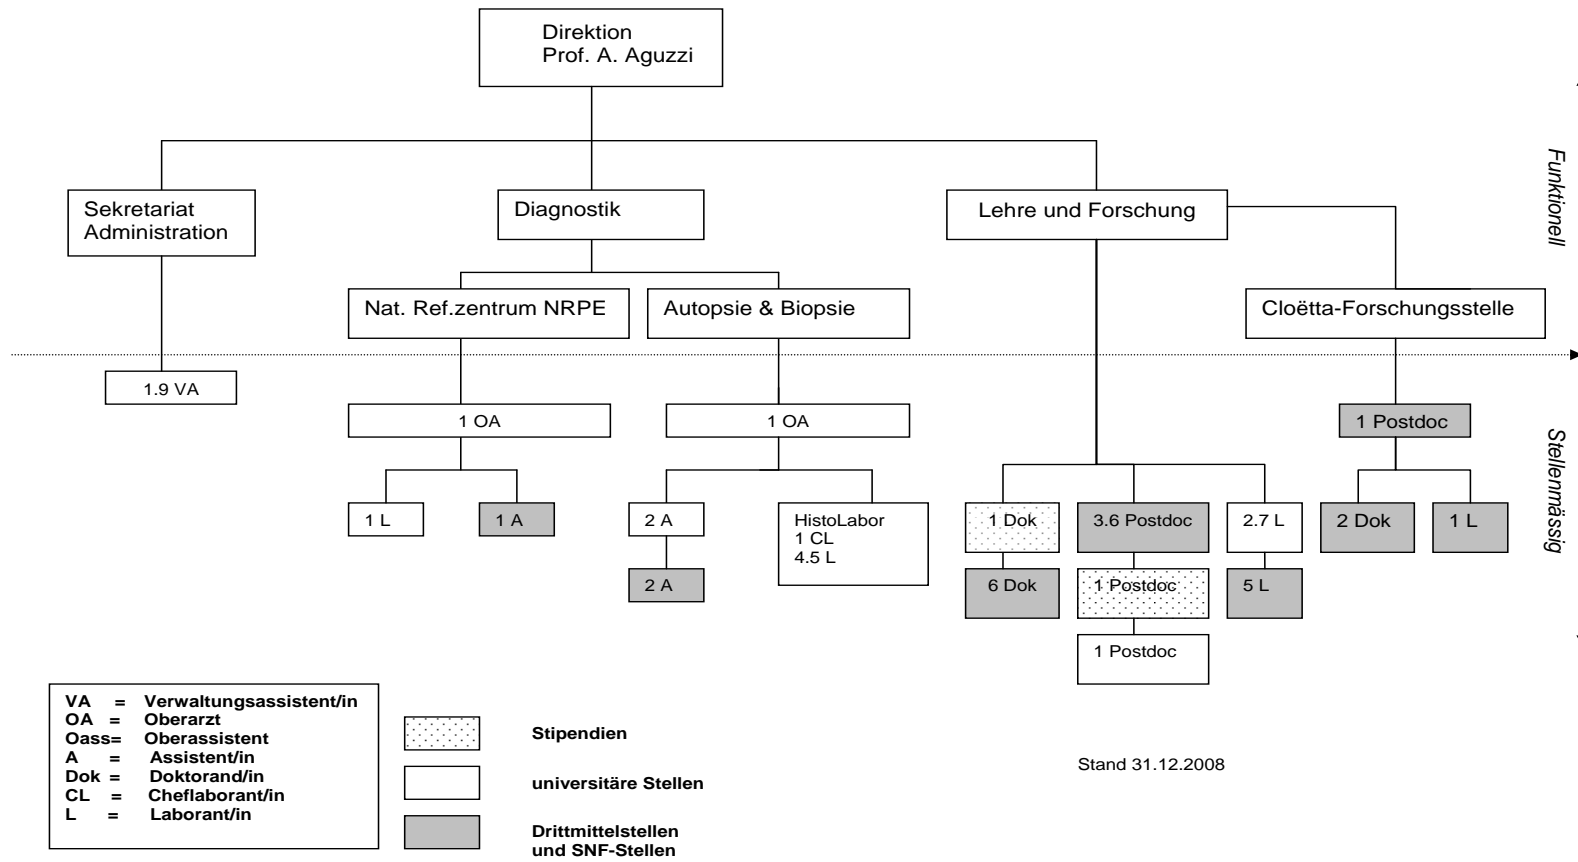 Direktion
Prof. A. Aguzzi
Funktionell
Sekretariat
Administration
Diagnostik
Lehre und Forschung
Nat. Ref.zentrum NRPE
Autopsie & Biopsie
Cloëtta-Forschungsstelle
1.9 VA
1 OA
1 OA
1 Postdoc
Stellenmässig
1 L
1 A
2 A
HistoLabor
1 CL
4.5 L
1 Dok
3.6 Postdoc
2.7 L
2 Dok
1 L
2 A
6 Dok
1 Postdoc
5 L
1 Postdoc
VA = Verwaltungsassistent/in
OA = Oberarzt
Oass= Oberassistent
A = Assistent/in
Dok = Doktorand/in
CL = Cheflaborant/in
L = Laborant/in
Stipendien
universitäre Stellen
Drittmittelstellen
und SNF-Stellen
Stand 31.12.2008